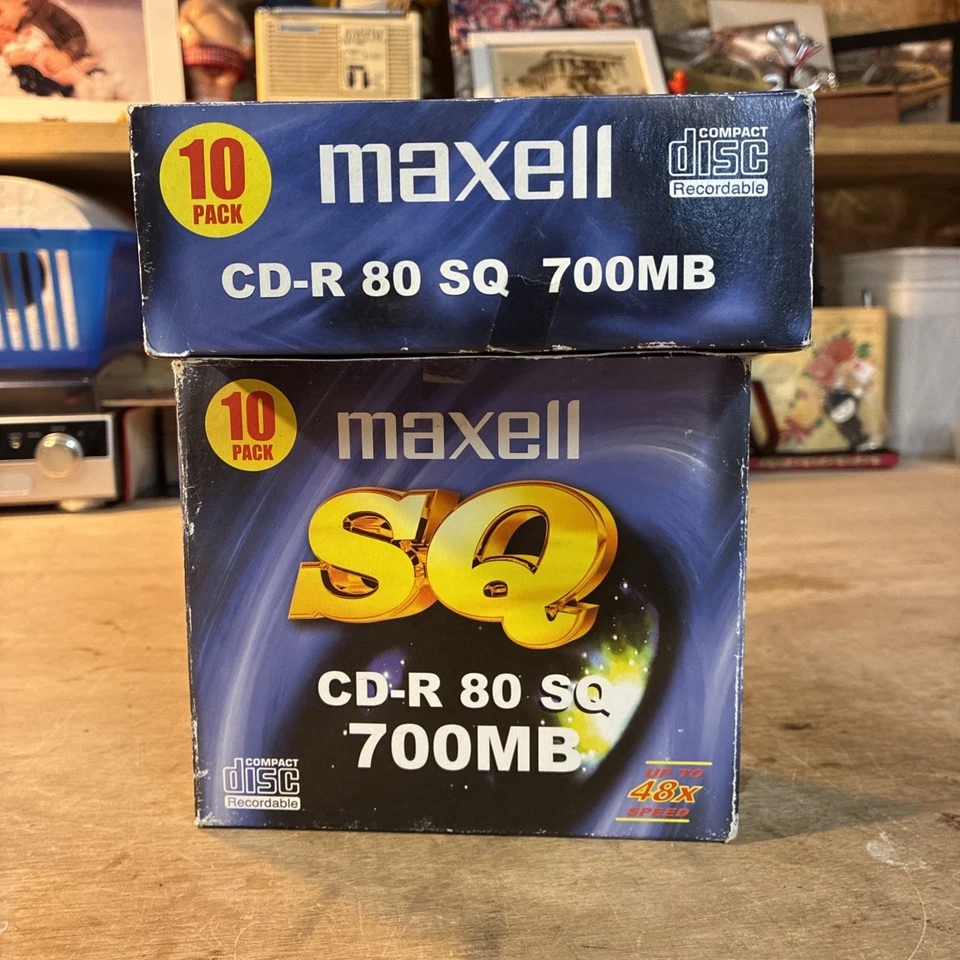 10
PACK
maxell
COMPACT
disc
Recordable
CD-R 80 SQ 700MB
10
PACK
maxell
SQ
CD-R 80 SQ
700MB
COMPACT
disc
Recordable
UP TO
48x
SPEED